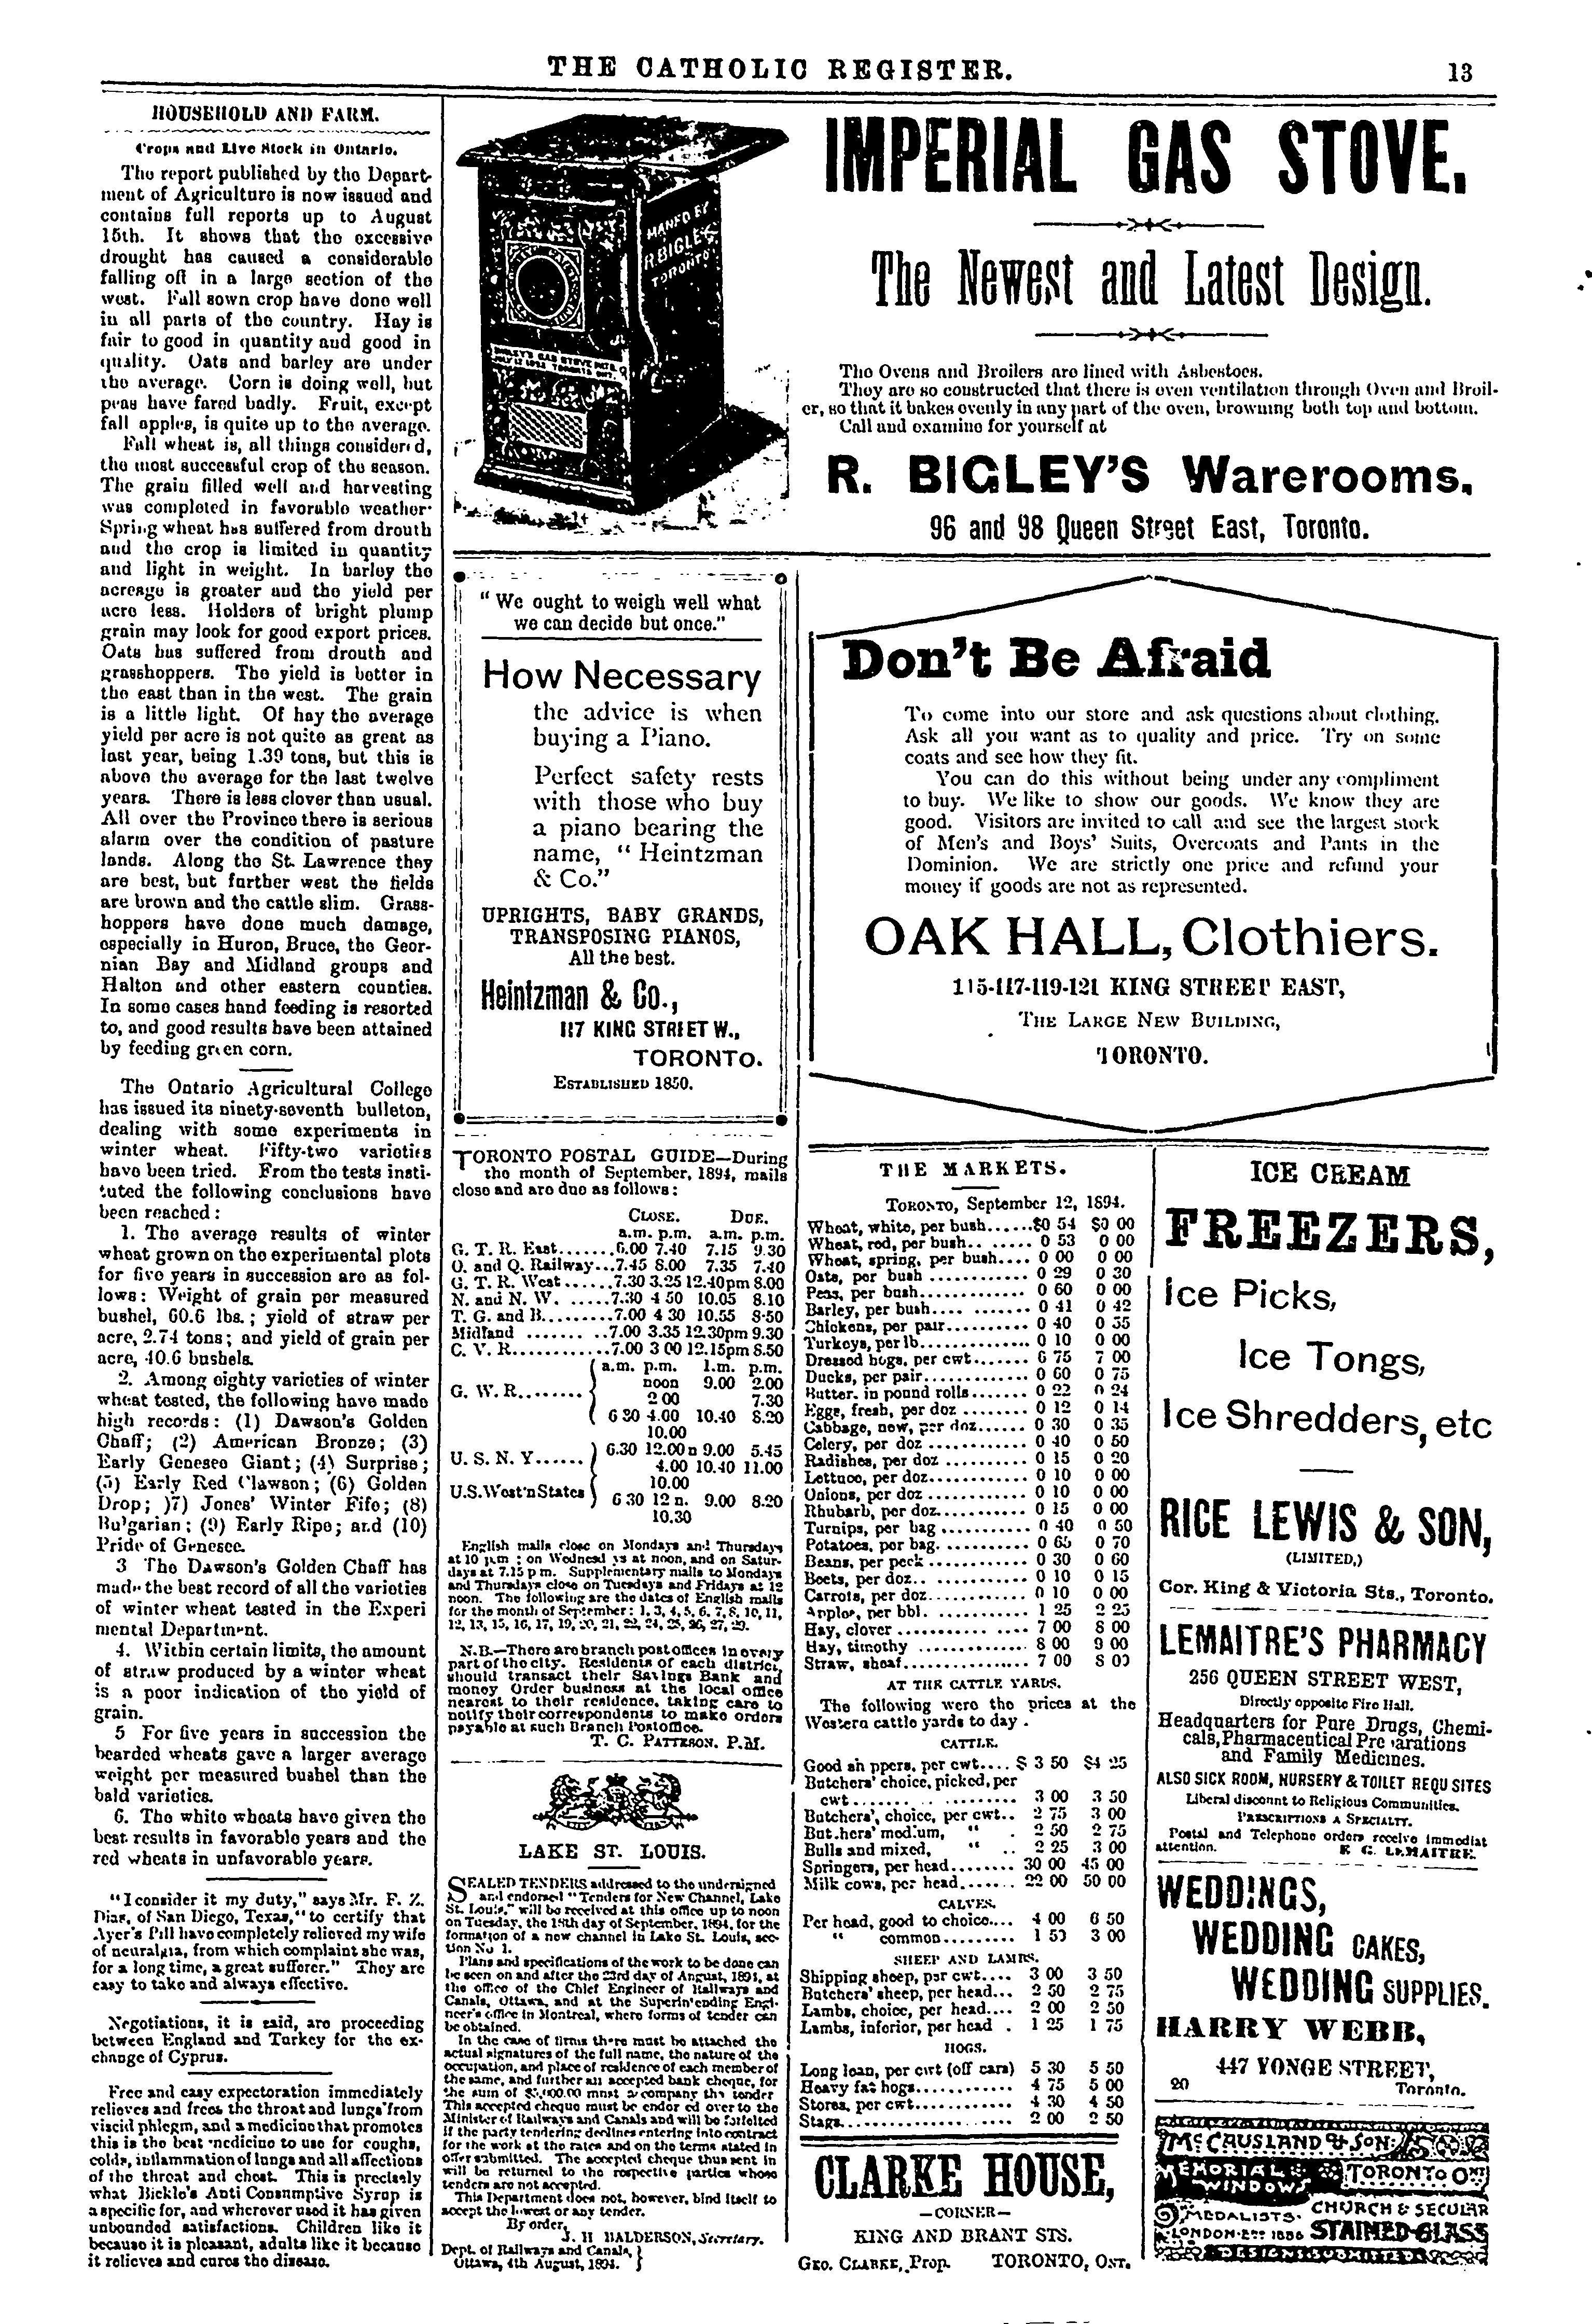 THE CATHOLIC REGISTER.
13
HOUSEHOLD AND FARM.
Crops and Live Stock in Ontario.
The report published by the Depart-
ment of Agriculture is now issued and
contains full reports up to August
15th. It shows that the excessive
drought has caused a considerable
falling off in a large section of the
west. Fall sown crop have done well
in all parts of the country. Hay is
fair to good in quantity and good in
quality. Oats and barley are under
the average. Corn is doing well, but
peas have fared badly. Fruit, except
fall apples, is quite up to the average.
Fall wheat is, all things considered,
the most successful crop of the season.
The grain filled well and harvesting
was completed in favorable weather.
Spring wheat has suffered from drouth
and the crop is limited in quantity
and light in weight. In barley the
acreage is greater and the yield per
acre less. Holders of bright plump
grain may look for good export prices.
Oats has suffered from drouth and
grasshoppers. The yield is better in
the east than in the west. The grain
is a little light. Of hay the average
yield per acre is not quite as great as
last year, being 1.39 tons, but this is
above the average for the last twelve
years. There is less clover than usual.
All over the Province there is serious
alarm over the condition of pasture
lands. Along the St. Lawrence they
are best, but farther west the fields
are brown and the cattle slim. Grass-
hoppers have done much damage,
especially in Huron, Bruce, the Geor-
nian Bay and Midland groups and
Halton and other eastern counties.
In some cases hand feeding is resorted
to, and good results have been attained
by feeding green corn.
The Ontario Agricultural College
has issued its ninety-seventh bulleton,
dealing with some experiments in
winter wheat. Fifty-two varieties
have been tried. From the tests insti-
tuted the following conclusions have
been reached:
1. The average results of winter
wheat grown on the experimental plots
for five years in succession are as fol-
lows: Weight of grain per measured
bushel, 60.6 lbs.; yield of straw per
acre, 2.74 tons; and yield of grain per
acre, 40.6 bushels.
2. Among eighty varieties of winter
wheat tested, the following have made
high records: (1) Dawson's Golden
Chaff; (2) American Bronze; (3)
Early Geneseo Giant; (4) Surprise;
(5) Early Red Clawson; (6) Golden
Drop; )7) Jones' Winter Fife; (8)
Bulgarian; (9) Early Ripe; and (10)
Pride of Genesee.
3 The Dawson's Golden Chaff has
made the best record of all the varieties
of winter wheat tested in the Experi
mental Department.
4. Within certain limits, the amount
of straw produced by a winter wheat
is a poor indication of the yield of
grain.
5 For five years in succession the
bearded wheats gave a larger average
weight per measured bushel than the
bald varieties.
6. The white wheats have given the
best results in favorable years and the
red wheats in unfavorable years.
"I consider it my duty," says Mr. F. Z.
Dias, of San Diego, Texas, "to certify that
Ayer's Pill have completely relieved my wife
of neuralgia, from which complaint she was,
for a long time, a great sufferer." They are
easy to take and always effective.
Negotiations, it is said, are proceeding
between England and Turkey for the ex-
change of Cyprus.
Free and easy expectoration immediately
relieves and frees the throat and lungs from
viscid phlegm, and a medicine that promotes
this is the best medicine to use for coughs,
colds, inflammation of lungs and all affections
of the throat and chest. This is precisely
what Bickle's Anti Consumptive Syrup is
a specific for, and wherever used it has given
unbounded satisfactions. Children like it
because it is pleasant, adults like it because
it relieves and cures the disease.
MANFD BY
R. BIGLEY
TORONTO
BIGLEY'S GAS STOVE PATD.
JULY 12 1892 TORONTO ONT.
IMPERIAL GAS STOVE,
The Newest and Latest Design.
The Ovens and Broilers are lined with Asbestoes.
They are so constructed that there is oven ventilation through Oven and Broil-
er, so that it bakes evenly in any part of the oven, browning both top and bottom.
Call and examine for yourself at
R. BIGLEY'S Warerooms,
96 and 98 Queen Street East, Toronto.
"We ought to weigh well what
we can decide but once."
How Necessary
the advice is when
buying a Piano.
Perfect safety rests
with those who buy
a piano bearing the
name, "Heintzman
& Co."
UPRIGHTS, BABY GRANDS,
TRANSPOSING PIANOS,
All the best.
Heintzman & Co.,
117 KING STREET W.,
TORONTO.
ESTABLISHED 1850.
Don't Be Afraid
To come into our store and ask questions about clothing.
Ask all you want as to quality and price. Try on some
coats and see how they fit.
You can do this without being under any compliment
to buy. We like to show our goods. We know they are
good. Visitors are invited to call and see the largest stock
of Men's and Boys' Suits, Overcoats and Pants in the
Dominion. We are strictly one price and refund your
money if goods are not as represented.
OAK HALL, Clothiers.
115-117-119-121 KING STREET EAST,
THE LARGE NEW BUILDING,
TORONTO.
TORONTO POSTAL GUIDE—During
the month of September, 1894, mails
close and are due as follows:
CLOSE. DUE.
a.m. p.m. a.m. p.m.
G. T. R. East.......6.00 7.40 7.15 9.30
O. and Q. Railway...7.45 8.00 7.35 7.40
G. T. R. West......7.30 3.25 12.40pm 8.00
N. and N. W. .....7.30 4 50 10.05 8.10
T. G. and B.........7.00 4 30 10.55 8.50
Midland .........7.00 3.35 12.30pm 9.30
C. V. R............7.00 3 00 12.15pm 8.50
a.m. p.m. a.m. p.m.
noon 9.00 2.00
G. W. R........
2 00 7.30
6 30 4.00 10.40 8.20
10.00
U. S. N. Y...... 6.30 12.00n 9.00 5.45
4.00 10.40 11.00
10.00
U.S.West'nStates 6 30 12 n. 9.00 8.20
10.30
English mails close on Mondays and Thursdays
at 10 p.m ; on Wednesd ys at noon, and on Satur-
days at 7.15 p m. Supplementary mails to Mondays
and Thursdays close on Tuesdays and Fridays at 12
noon. The following are the dates of English mails
for the month of September: 1, 3, 4, 5, 6, 7, 8, 10, 11,
12, 13, 15, 16, 17, 19, 20, 21, 22, 24, 25, 26, 27, 29.
N.B.—There are branch postoffices in every
part of the city. Residents of each district,
should transact their Savings Bank and
money Order business at the local office
nearest to their residence, taking care to
notify their correspondents to make orders
payable at such Branch Postoffice.
T. C. PATTESON, P.M.
LAKE ST. LOUIS.
SEALED TENDERS addressed to the undersigned
and endorsed "Tenders for New Channel, Lake
St. Louis," will be received at this office up to noon
on Tuesday, the 18th day of September, 1894, for the
formation of a new channel in Lake St. Louis, sec-
tion No 1.
Plans and specifications of the work to be done can
be seen on and after the 23rd day of August, 1894, at
the office of the Chief Engineer of Railways and
Canals, Ottawa, and at the Superintending Engi-
neer's office in Montreal, where forms of tender can
be obtained.
In the case of firms there must be attached the
actual signatures of the full name, the nature of the
occupation, and place of residence of each member of
the same, and further an accepted bank cheque, for
the sum of must accompany the tender
This accepted cheque must be endor ed over to the
Minister of Railways and Canals and will be forfeited
if the party tendering declines entering into contract
for the work at the rates and on the terms stated in
offer submitted. The accepted cheque thus sent in
will be returned to the respective parties whose
tenders are not accepted.
This Department does not, however, bind itself to
accept the lowest or any tender.
By order,
J. H BALDERSON, Secretary.
Dept. of Railways and Canals,
Ottawa, 4th August, 1894.
THE MARKETS.
TORONTO, September 12, 1894.
Wheat, white, per bush......$0 54 $0 00
Wheat, red, per bush........ 0 53 0 00
Wheat, spring, per bush.... 0 00 0 00
Oats, per bush ............ 0 29 0 30
Peas, per bush............. 0 60 0 00
Barley, per bush........... 0 41 0 42
Chickens, per pair.......... 0 40 0 55
Turkeys, per lb............. 0 10 0 00
Dressed hogs, per cwt....... 6 75 7 00
Ducks, per pair............ 0 60 0 75
Butter, in pound rolls....... 0 22 0 24
Eggs, fresh, per doz ........ 0 12 0 14
Cabbage, new, per doz...... 0 30 0 35
Celery, per doz ............ 0 40 0 50
Radishes, per doz .......... 0 15 0 20
Lettuce, per doz............ 0 10 0 00
Onions, per doz ............ 0 10 0 00
Rhubarb, per doz........... 0 15 0 00
Turnips, per bag ........... 0 40 0 50
Potatoes, per bag........... 0 65 0 70
Beans, per peck ............ 0 30 0 60
Beets, per doz.............. 0 10 0 15
Carrots, per doz............ 0 10 0 00
Apples, per bbl. ........... 1 25 2 25
Hay, clover ............... 7 00 8 00
Hay, timothy ............. 8 00 9 00
Straw, sheaf............... 7 00 8 00
AT THE CATTLE YARDS.
The following were the prices at the
Western cattle yards to day .
CATTLE.
Good sh ppers, per cwt.... $ 3 50 $4 25
Butchers' choice, picked, per
cwt.................... 3 00 3 50
Butchers', choice, per cwt.. 2 75 3 00
Butchers' medium, " . 2 50 2 75
Bulls and mixed, " .. 2 25 3 00
Springers, per head........ 30 00 45 00
Milk cows, per head....... 22 00 50 00
CALVES.
Per head, good to choice.... 4 00 6 50
" common......... 1 50 3 00
SHEEP AND LAMBS.
Shipping sheep, per cwt.... 3 00 3 50
Butchers' sheep, per head... 2 50 2 75
Lambs, choice, per head.... 2 00 2 50
Lambs, inferior, per head . 1 25 1 75
HOGS.
Long lean, per cwt (off cars) 5 30 5 50
Heavy fat hogs............ 4 75 5 00
Stores, per cwt............ 4 30 4 50
Stags.................... 2 00 2 50
CLARKE HOUSE,
—CORNER—
KING AND BRANT STS.
GEO. CLARKE, Prop. TORONTO, ONT.
ICE CREAM
FREEZERS,
Ice Picks,
Ice Tongs,
Ice Shredders, etc
RICE LEWIS & SON,
(LIMITED,)
Cor. King & Victoria Sts., Toronto.
LEMAITRE'S PHARMACY
256 QUEEN STREET WEST,
Directly opposite Fire Hall.
Headquarters for Pure Drugs, Chemi-
cals, Pharmaceutical Preparations
and Family Medicines.
ALSO SICK ROOM, NURSERY & TOILET REQU SITES
Liberal discount to Religious Communities.
PRESCRIPTIONS A SPECIALTY.
Postal and Telephone orders receive immediat
attention. E G. LEMAITRE.
WEDDINGS,
WEDDING CAKES,
WEDDING SUPPLIES.
HARRY WEBB,
447 YONGE STREET,
20 Toronto.
MCCAUSLAND & SON
MEMORIAL WINDOWS
TORONTO ONT
CHURCH & SECULAR
MEDALISTS
LONDON 1886 STAINED GLASS
DESIGNS SUBMITTED